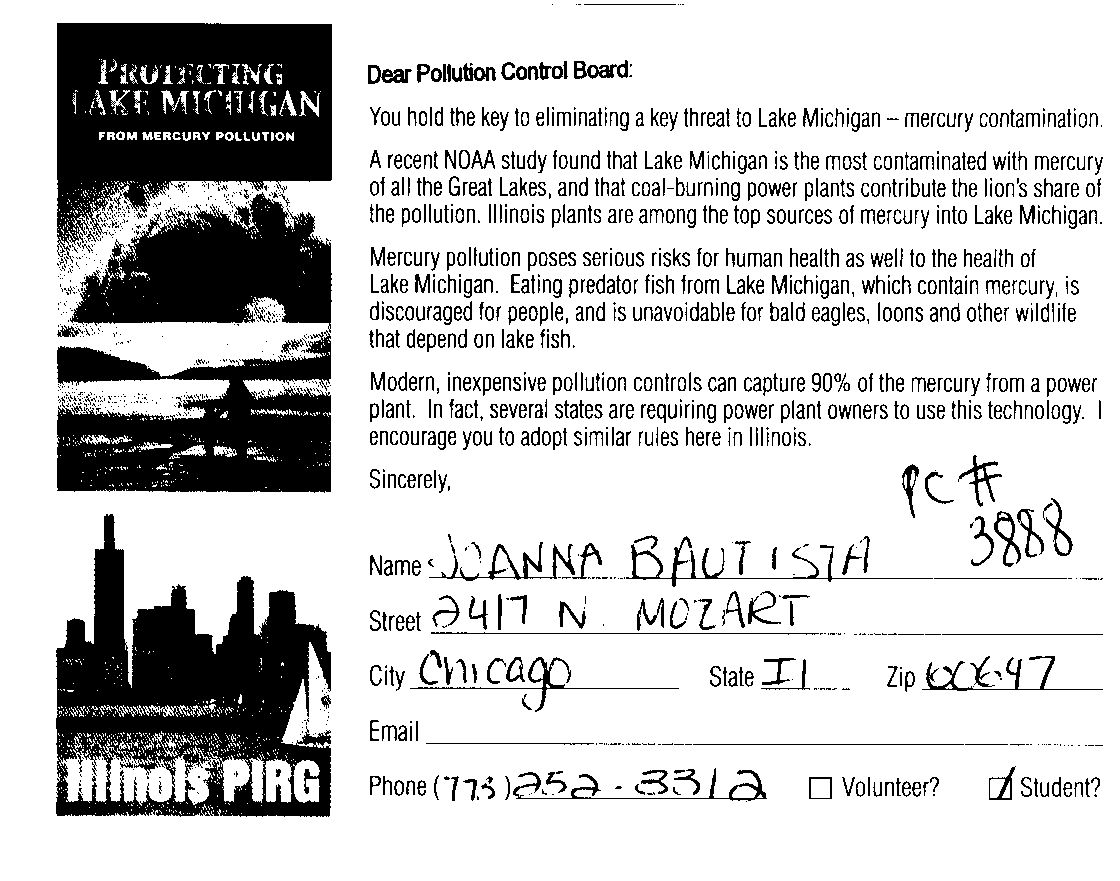 PROTECTING
LAKE MICHIGAN
FROM MERCURY POLLUTION
Dear Pollution Control Board:
You hold the key to eliminating a key threat to Lake Michigan – mercury contamination.
A recent NOAA study found that Lake Michigan is the most contaminated with mercury
of all the Great Lakes, and that coal-burning power plants contribute the lion's share of
the pollution. Illinois plants are among the top sources of mercury into Lake Michigan.
Mercury pollution poses serious risks for human health as well to the health of
Lake Michigan. Eating predator fish from Lake Michigan, which contain mercury, is
discouraged for people, and is unavoidable for bald eagles, loons and other wildlife
that depend on lake fish.
Modern, inexpensive pollution controls can capture 90% of the mercury from a power
plant. In fact, several states are requiring power plant owners to use this technology. I
encourage you to adopt similar rules here in Illinois.
Sincerely,
PC #
3888
Name JOANNA BAUTISTA
Street 2417 N. MOZART
City Chicago State Il Zip 60647
Email
Phone (773) 252-3312 Volunteer? Student?
Illinois PIRG